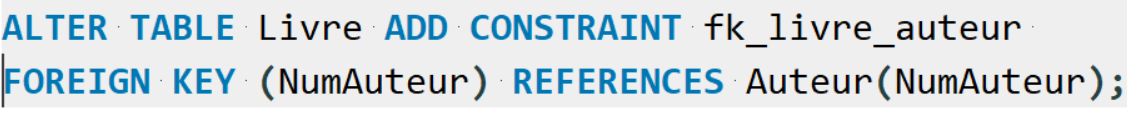 ALTER TABLE Livre ADD CONSTRAINT fk_livre_auteur
FOREIGN KEY (NumAuteur) REFERENCES Auteur(NumAuteur);